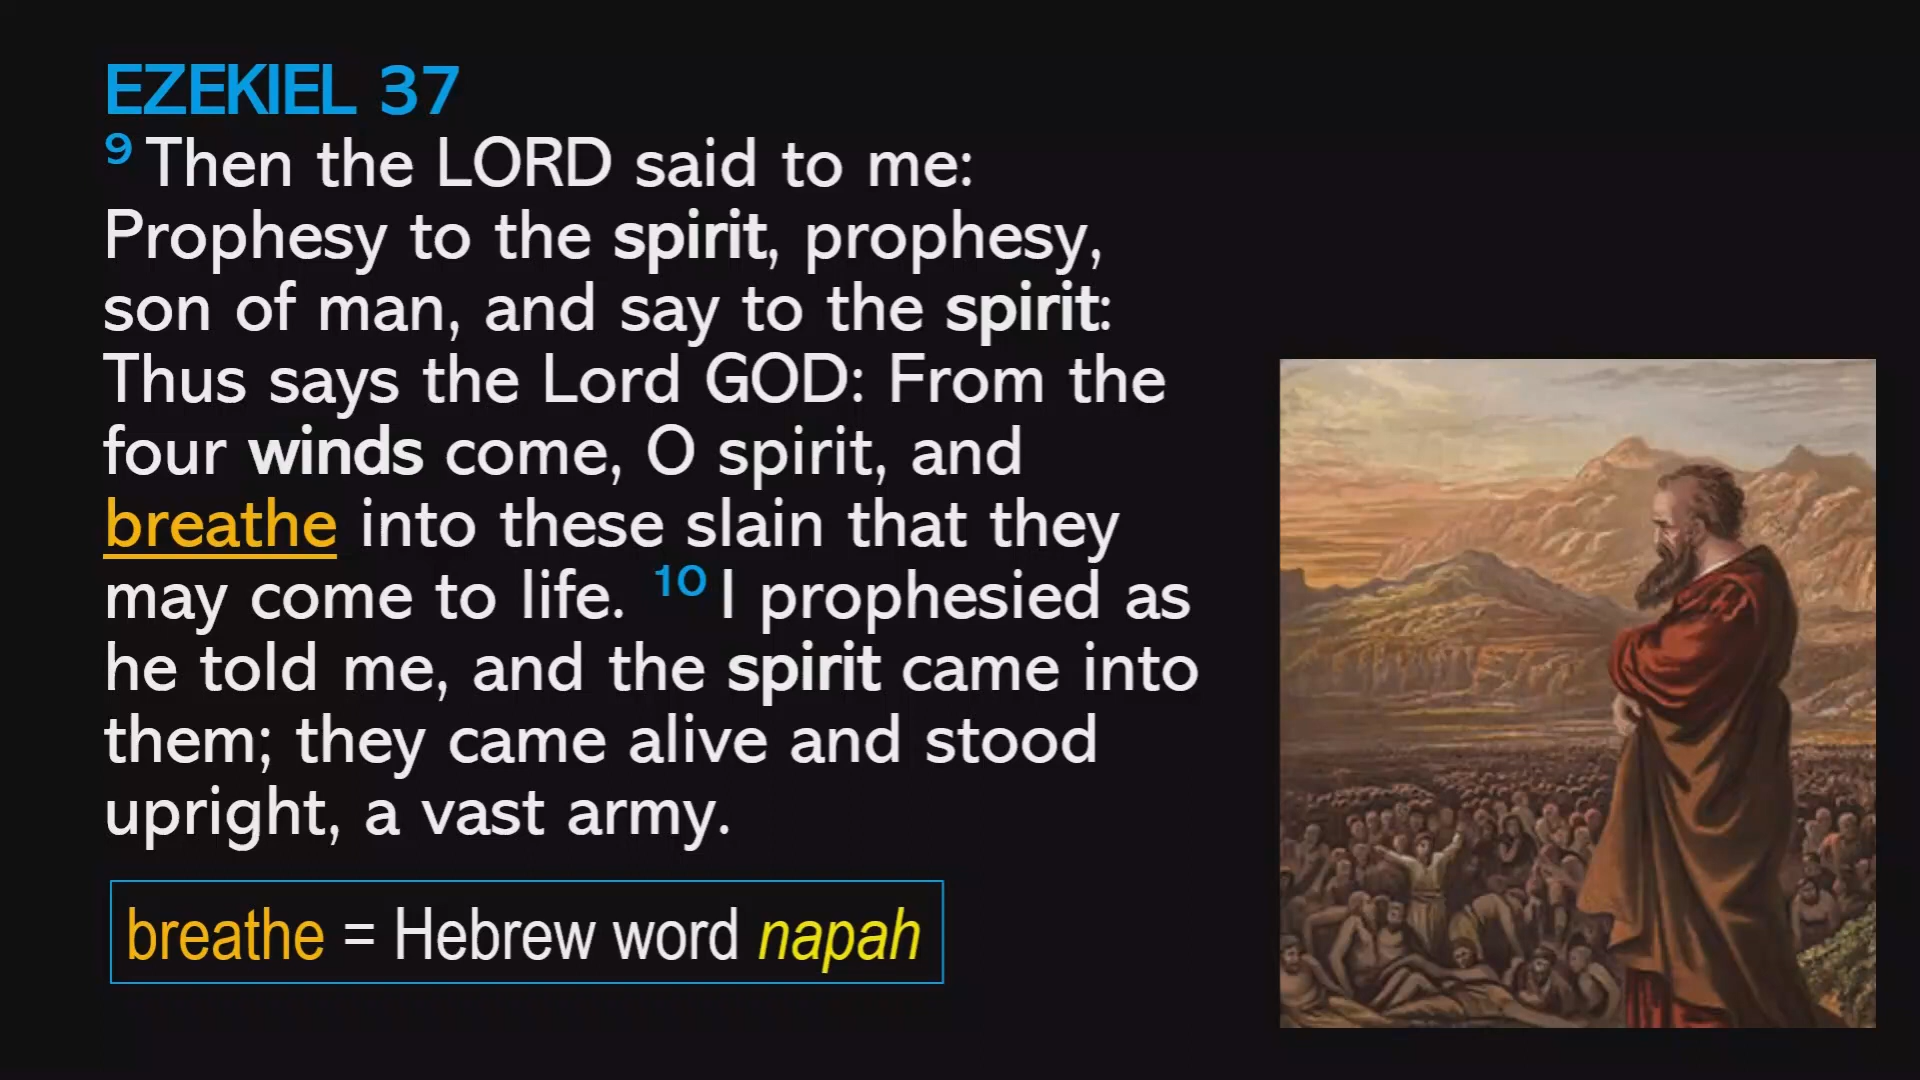 EZEKIEL 37
9 Then the LORD said to me:
Prophesy to the spirit, prophesy,
son of man, and say to the spirit:
Thus says the Lord GOD: From the
four winds come, O spirit, and
breathe into these slain that they
may come to life. 10 I prophesied as
he told me, and the spirit came into
them; they came alive and stood
upright, a vast army.
breathe = Hebrew word napah